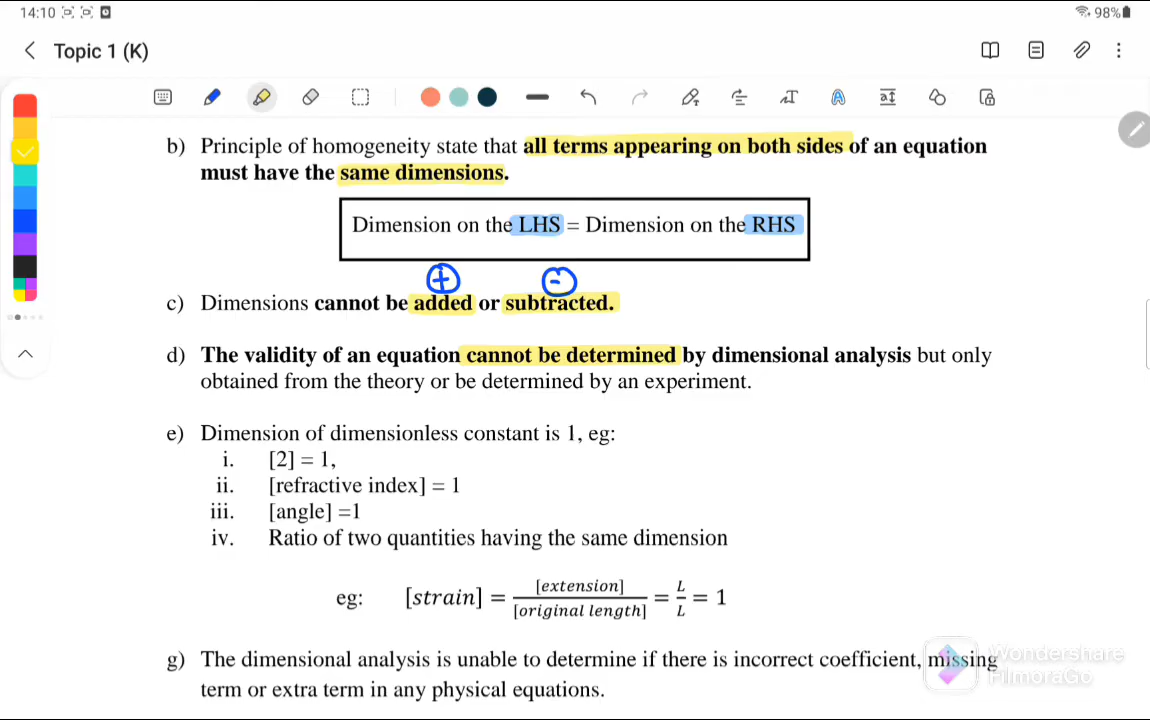 14:10 98%
Topic 1 (K)
b) Principle of homogeneity state that all terms appearing on both sides of an equation
must have the same dimensions.
Dimension on the LHS = Dimension on the RHS
+ -
c) Dimensions cannot be added or subtracted.
d) The validity of an equation cannot be determined by dimensional analysis but only
obtained from the theory or be determined by an experiment.
e) Dimension of dimensionless constant is 1, eg:
i. [2] = 1,
ii. [refractive index] = 1
iii. [angle] =1
iv. Ratio of two quantities having the same dimension
eg: [strain] = [extension] / [original length] = L / L = 1
g) The dimensional analysis is unable to determine if there is incorrect coefficient, missing
term or extra term in any physical equations.
Wondershare
FilmoraGo